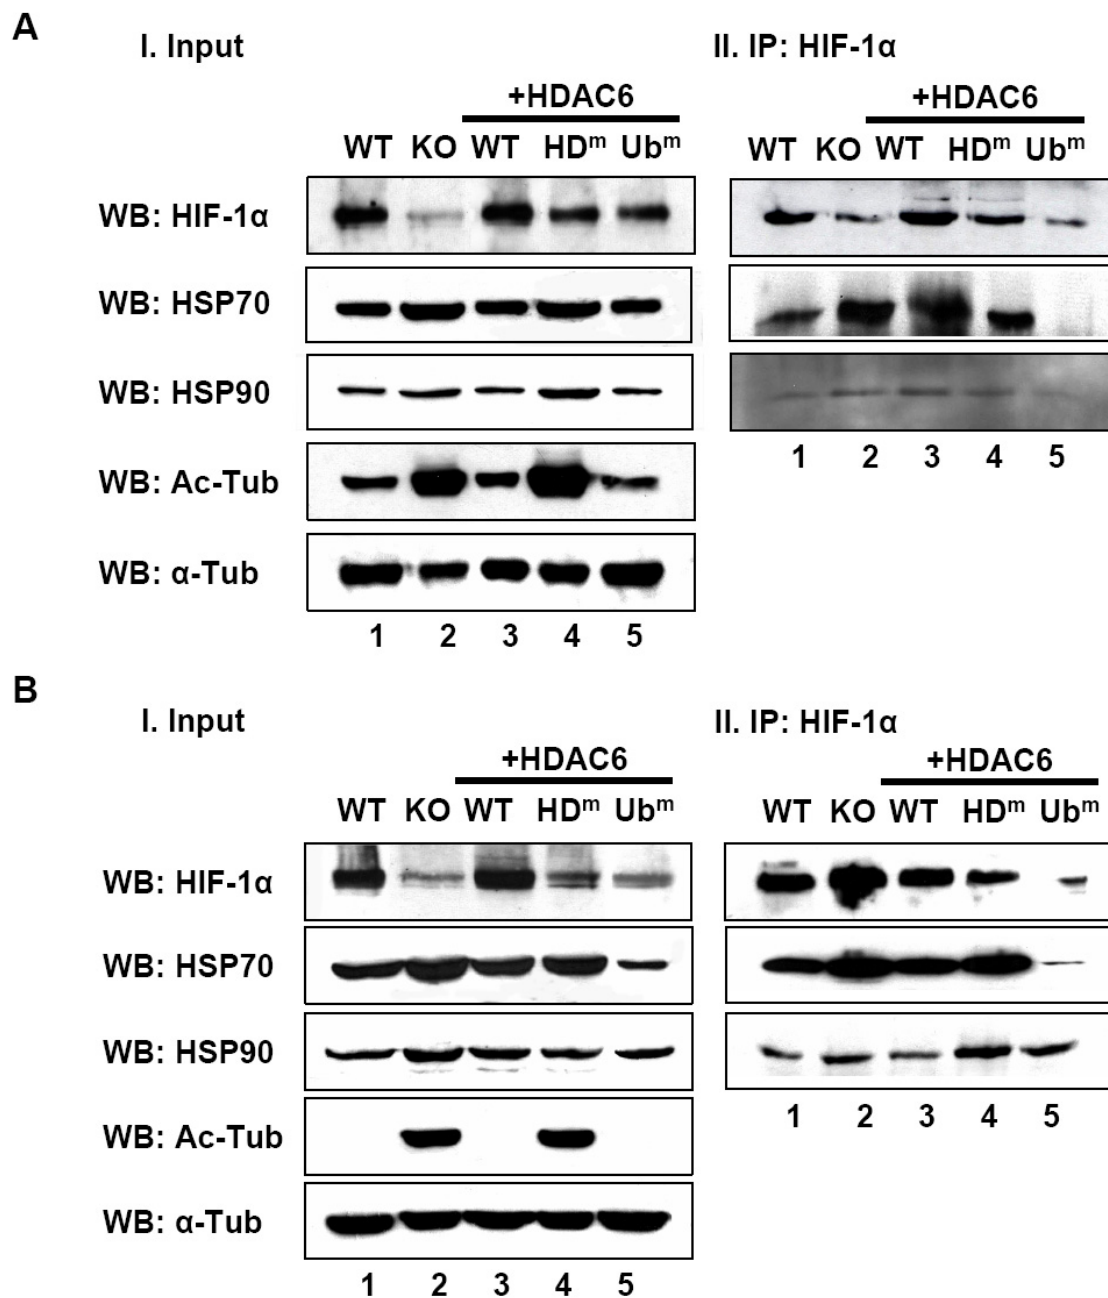 A
I. Input
II. IP: HIF-1α
+HDAC6
+HDAC6
WT KO WT HDᵐ Ubᵐ
WT KO WT HDᵐ Ubᵐ
WB: HIF-1α
WB: HSP70
WB: HSP90
1 2 3 4 5
WB: Ac-Tub
WB: α-Tub
1 2 3 4 5
B
I. Input
II. IP: HIF-1α
+HDAC6
+HDAC6
WT KO WT HDᵐ Ubᵐ
WT KO WT HDᵐ Ubᵐ
WB: HIF-1α
WB: HSP70
WB: HSP90
1 2 3 4 5
WB: Ac-Tub
WB: α-Tub
1 2 3 4 5